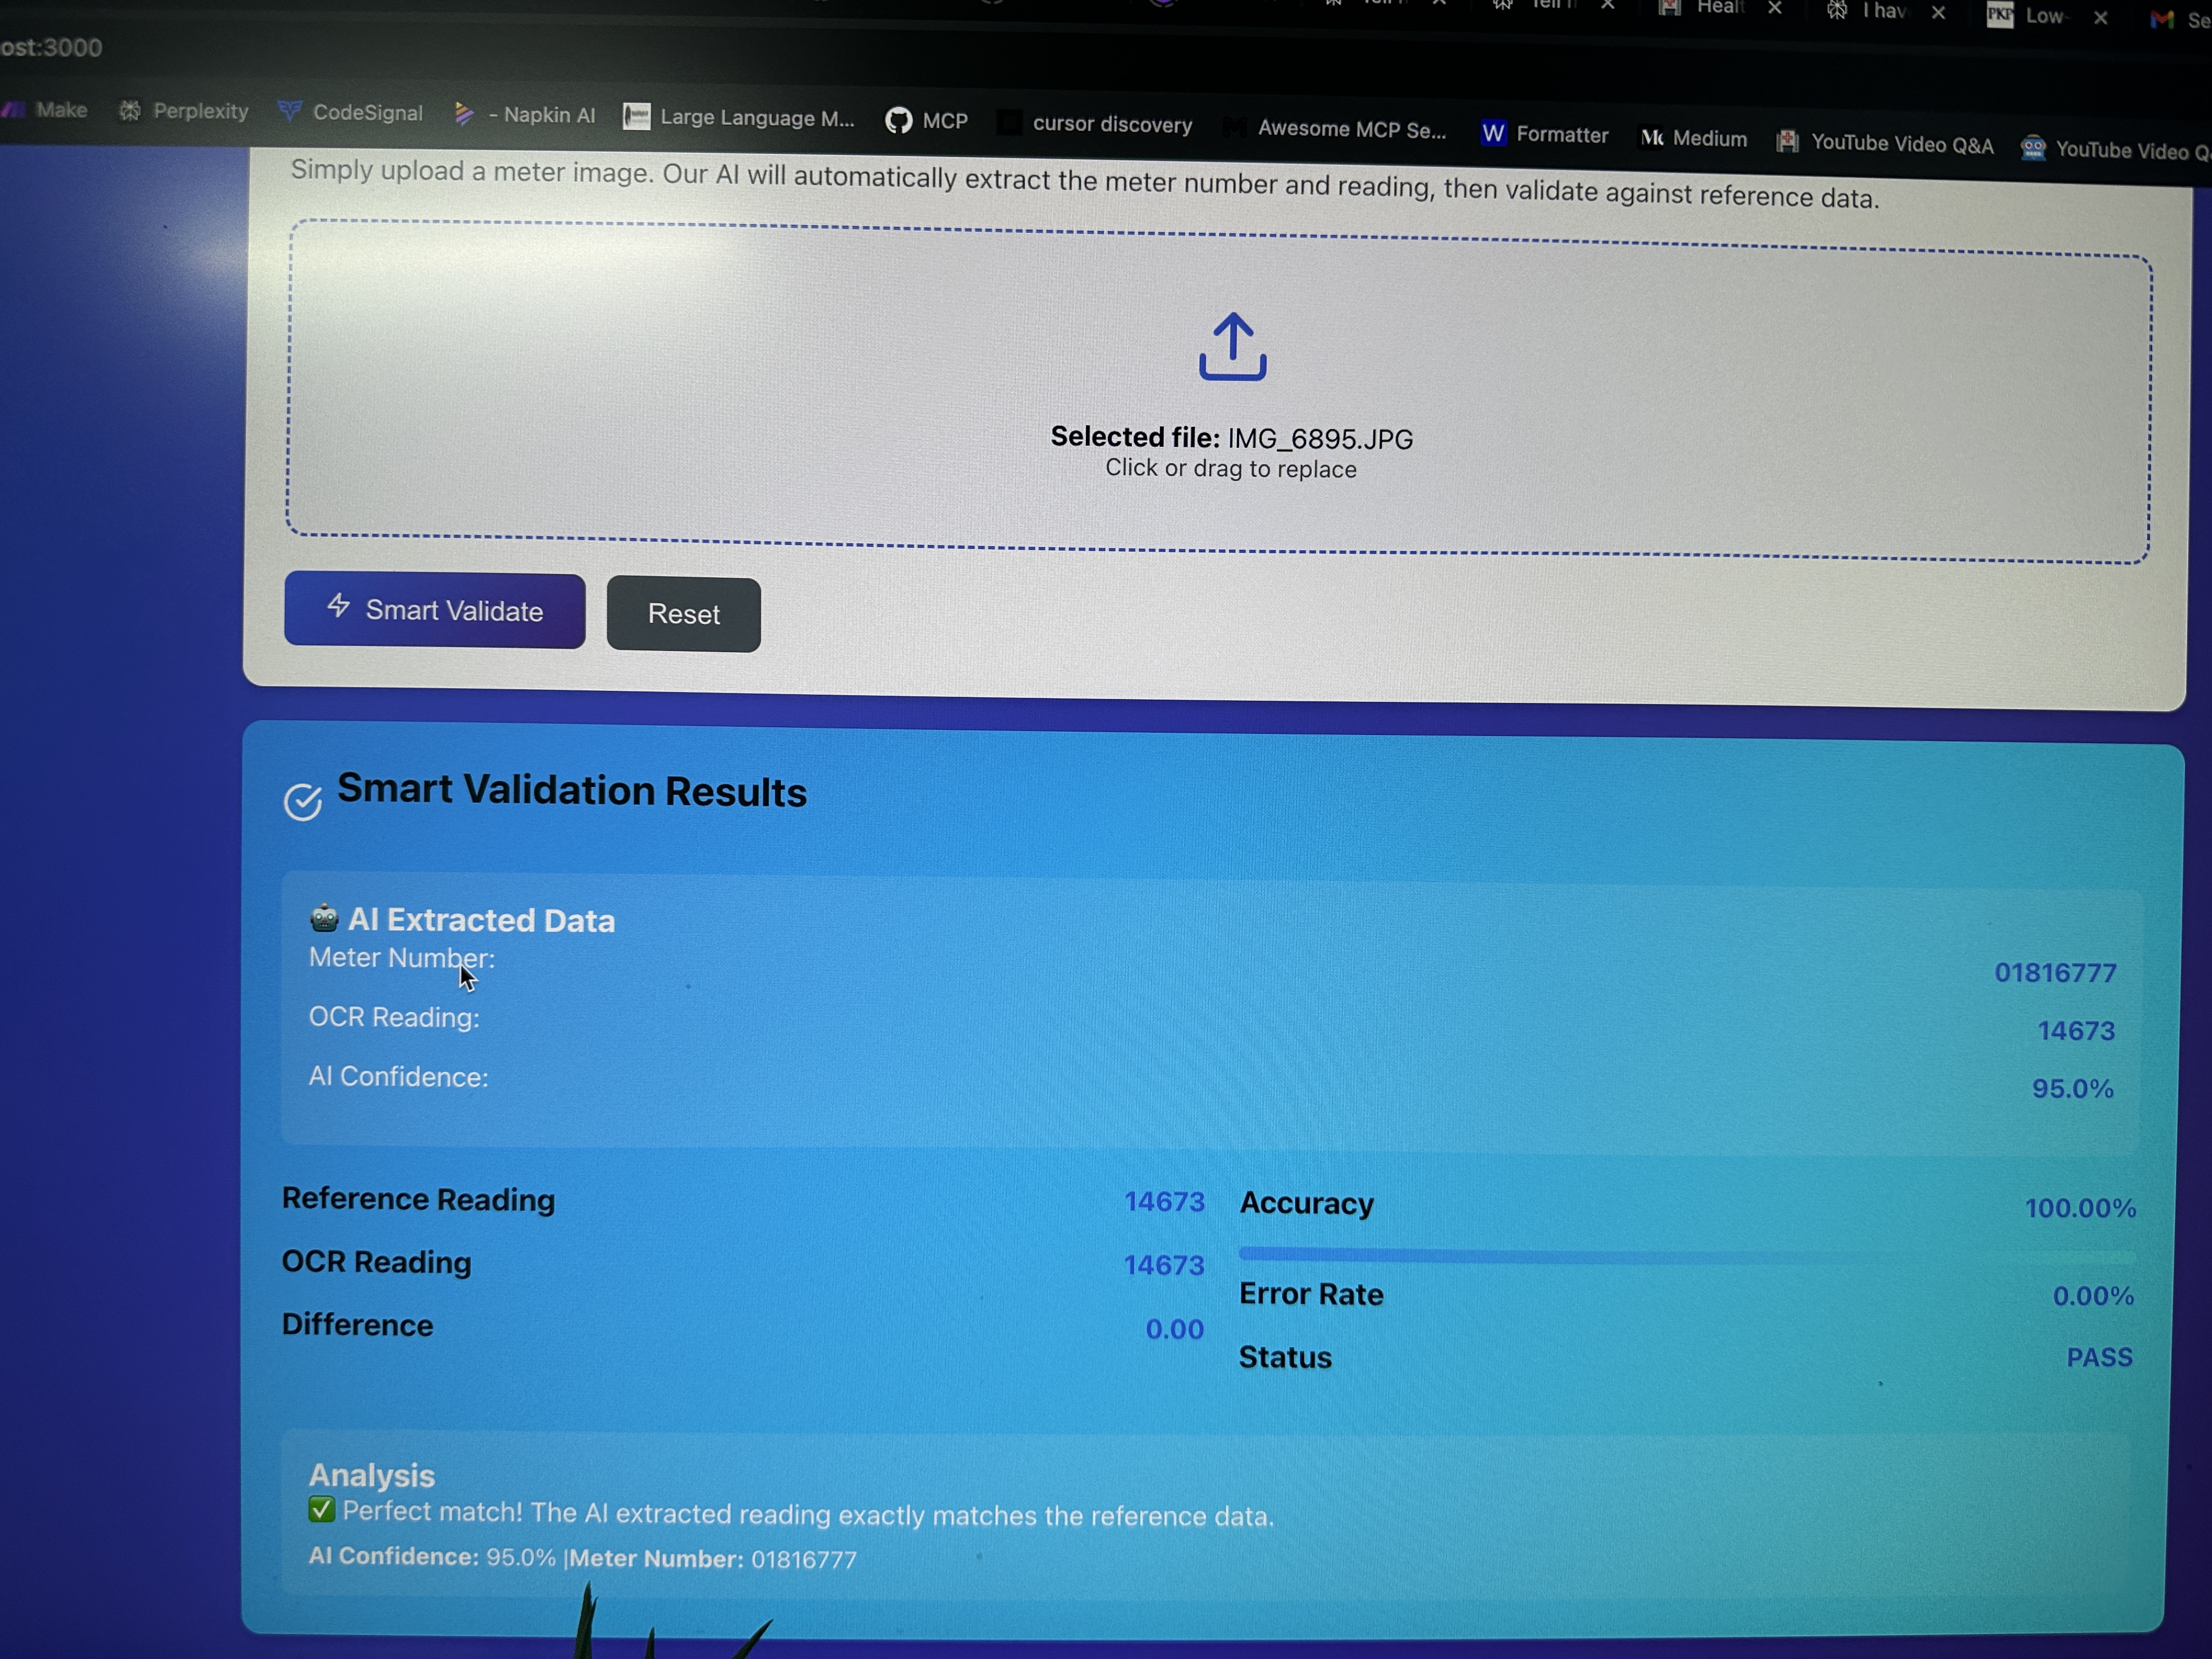 Healt
I hav
Low-
Se
ost:3000
Make
Perplexity
CodeSignal
- Napkin AI
Large Language M...
MCP
cursor discovery
Awesome MCP Se...
Formatter
Medium
YouTube Video Q&A
YouTube Video Q
Simply upload a meter image. Our AI will automatically extract the meter number and reading, then validate against reference data.
Selected file: IMG_6895.JPG
Click or drag to replace
Smart Validate
Reset
Smart Validation Results
AI Extracted Data
Meter Number: 01816777
OCR Reading: 14673
AI Confidence: 95.0%
Reference Reading 14673
OCR Reading 14673
Difference 0.00
Accuracy 100.00%
Error Rate 0.00%
Status PASS
Analysis
✅ Perfect match! The AI extracted reading exactly matches the reference data.
AI Confidence: 95.0% |Meter Number: 01816777